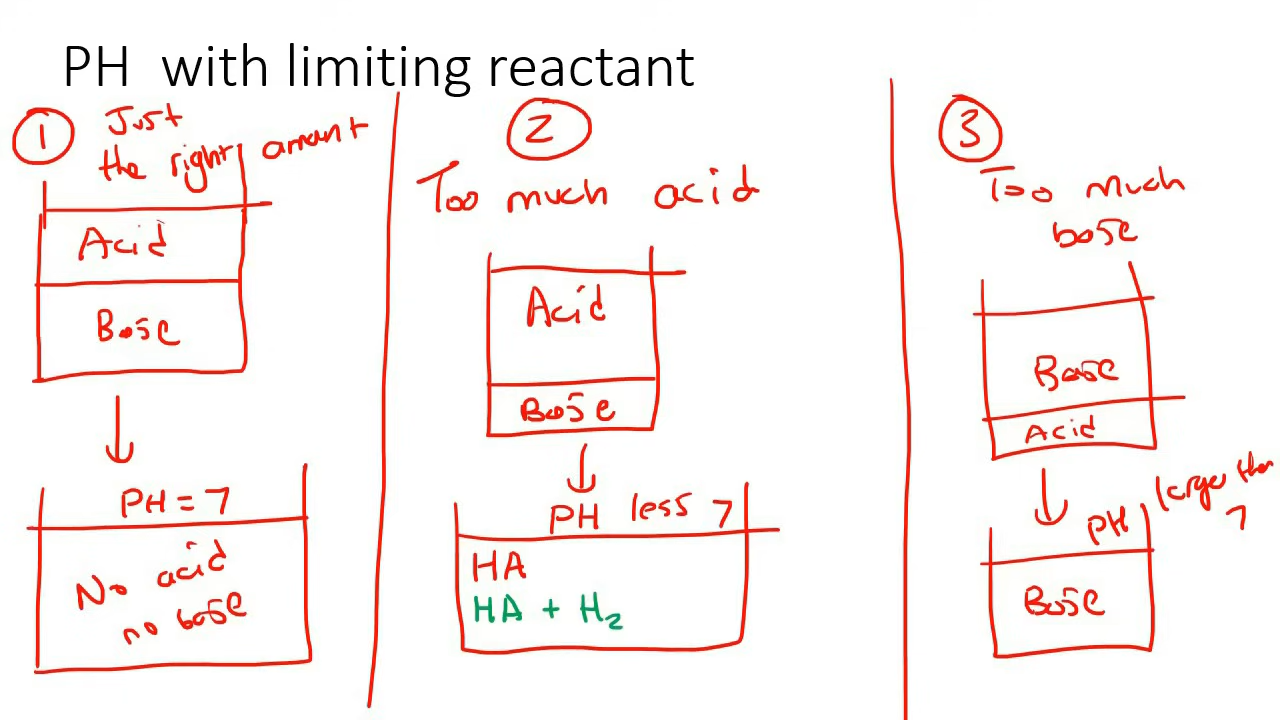 PH with limiting reactant
1
Just
the right amount
Acid
Base
PH = 7
No acid
no base
2
Too much acid
Acid
Base
PH less 7
HA
HA + H2
3
Too much
base
Base
Acid
PH larger than
7
Base